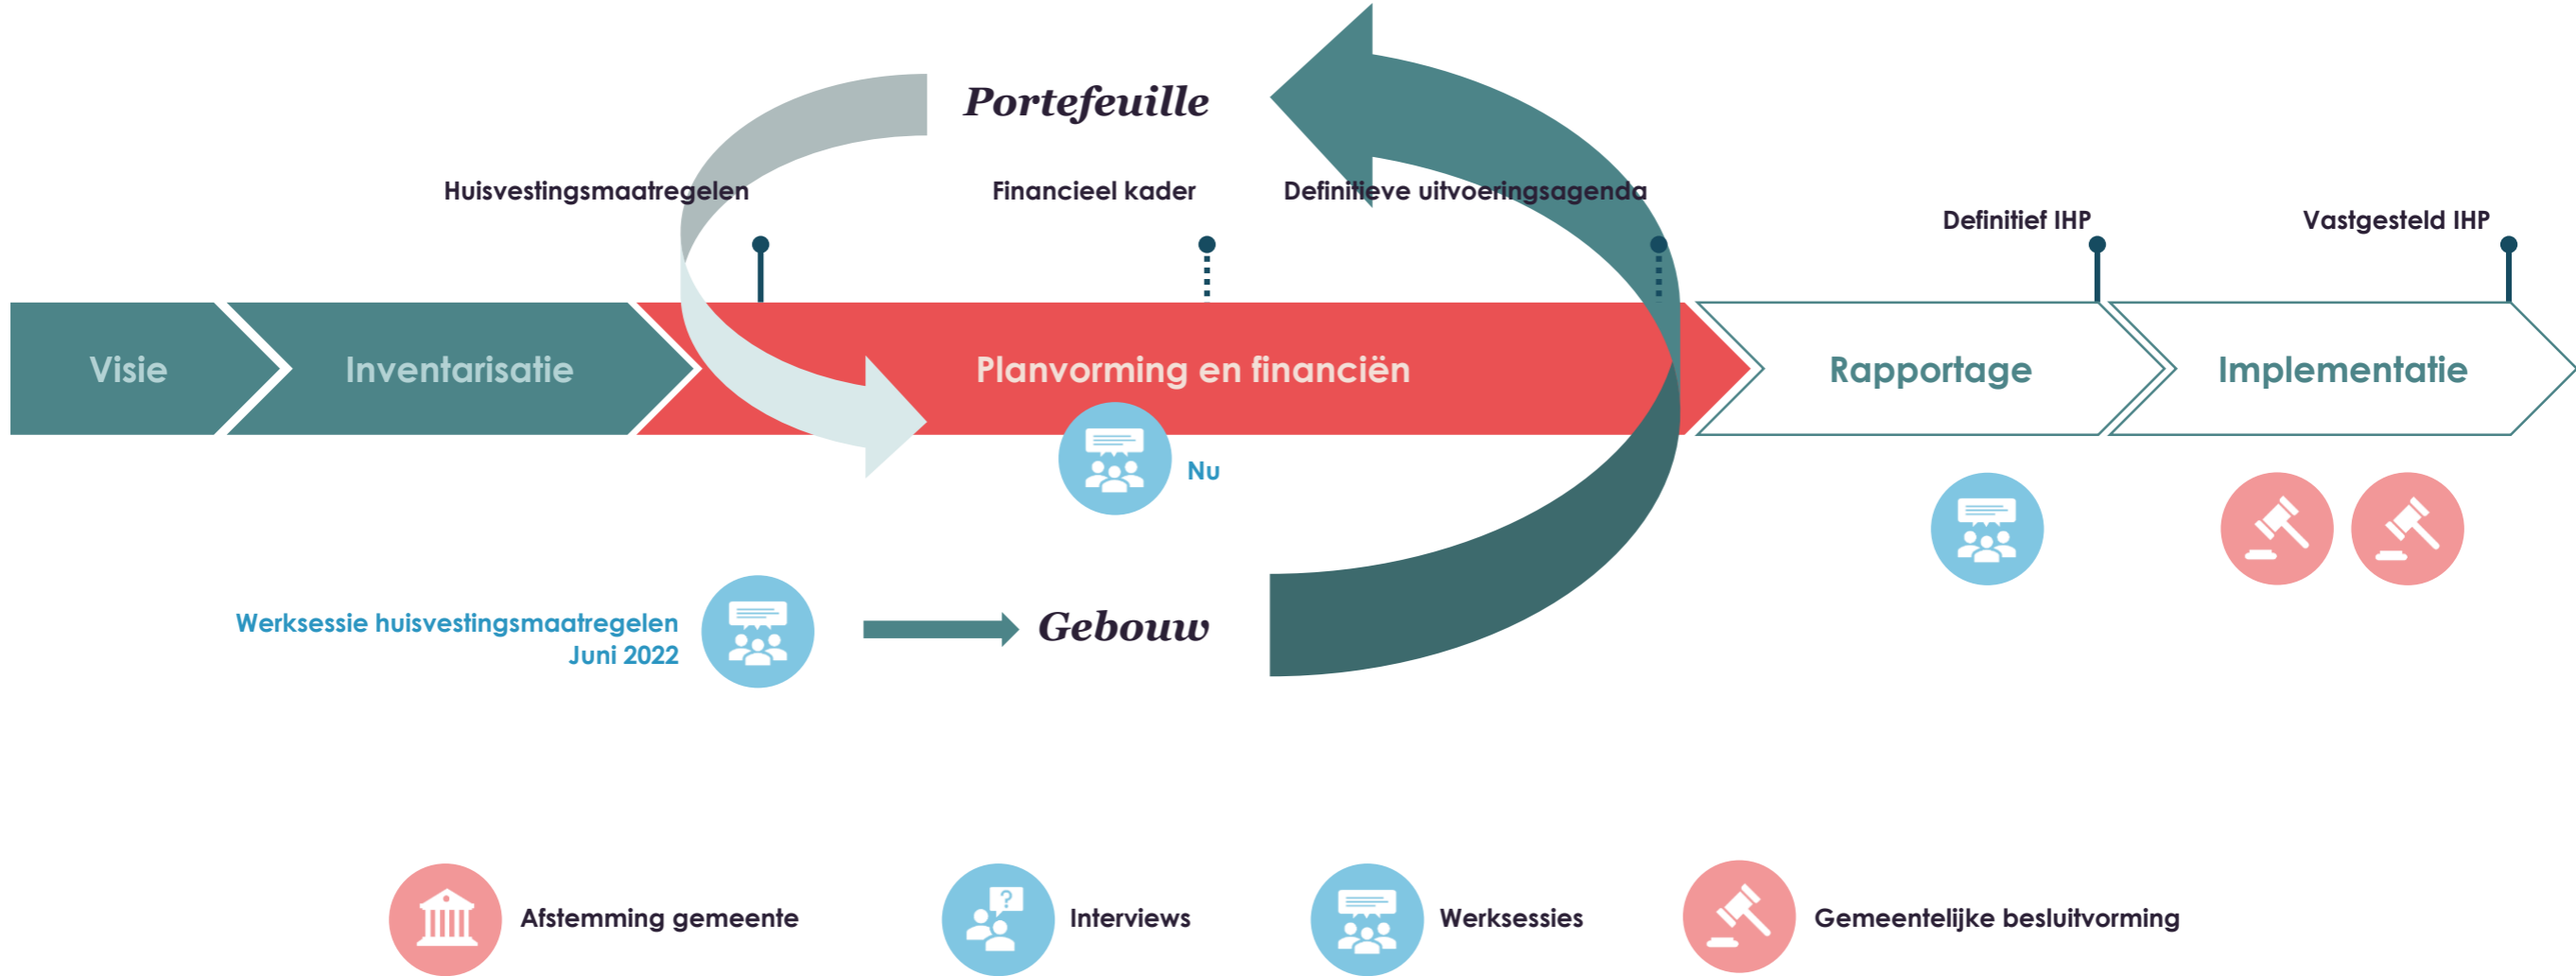 Portefeuille
Huisvestingsmaatregelen
Financieel kader
Definitieve uitvoeringsagenda
Definitief IHP
Vastgesteld IHP
Visie
Inventarisatie
Planvorming en financiën
Rapportage
Implementatie
Nu
Werksessie huisvestingsmaatregelen
Juni 2022
Gebouw
?
Afstemming gemeente
Interviews
Werksessies
Gemeentelijke besluitvorming